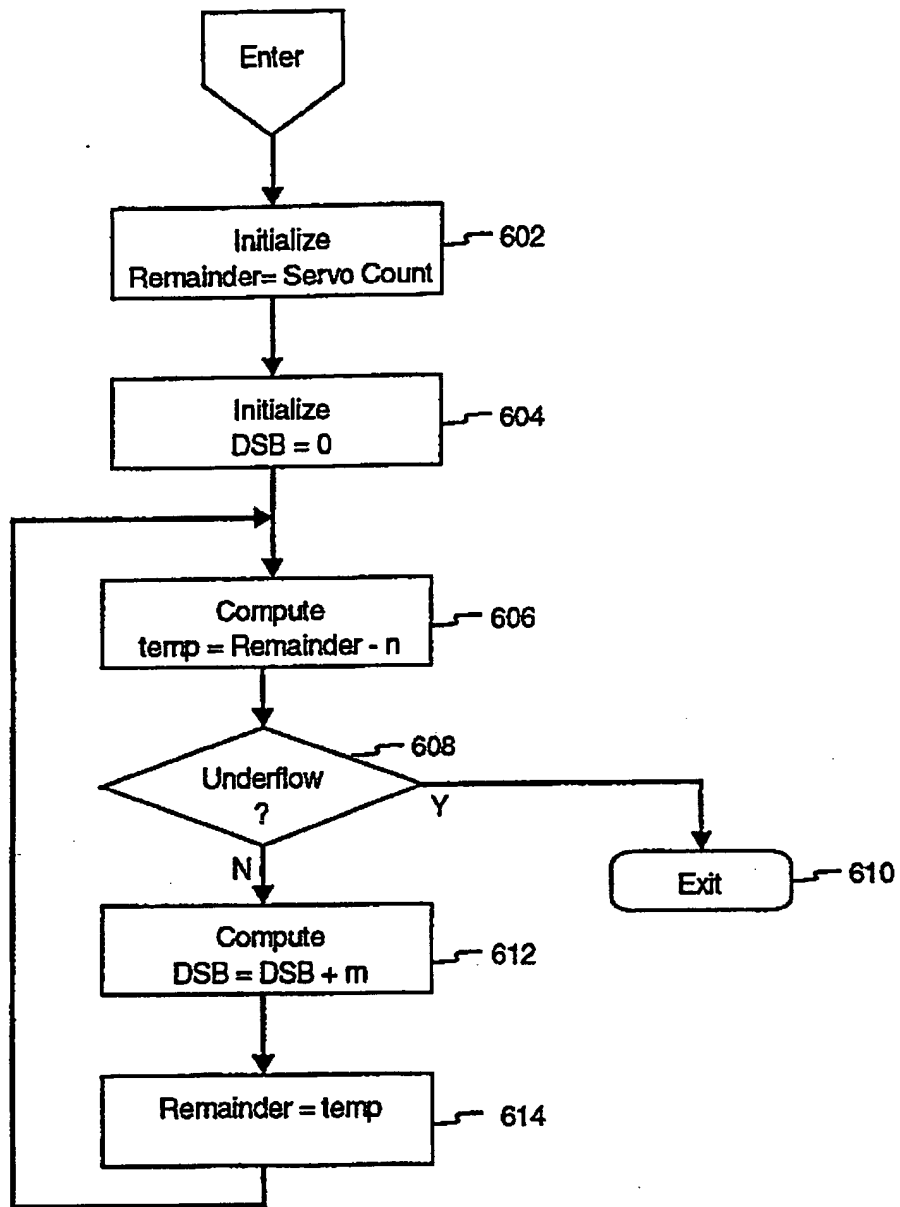 Enter
Initialize
Remainder= Servo Count
602
Initialize
DSB = 0
604
Compute
temp = Remainder - n
606
Underflow
?
608
Y
N
Exit
610
Compute
DSB = DSB + m
612
Remainder = temp
614